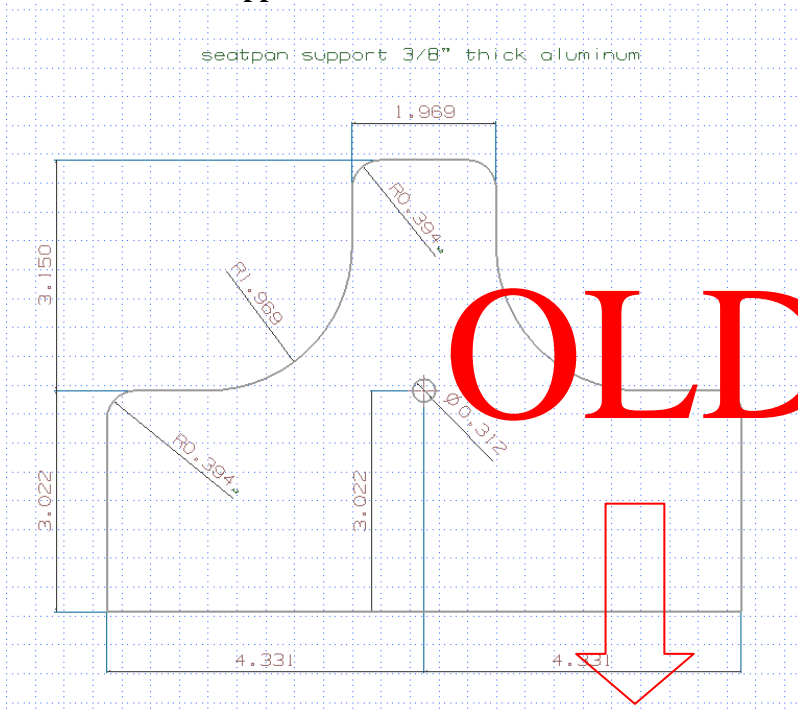 seatpan support 3/8" thick aluminum
1.969
R0.394
3.150
R1.969
OLD
Ø0.312
R0.394
3.022
3.022
4.331
4.331